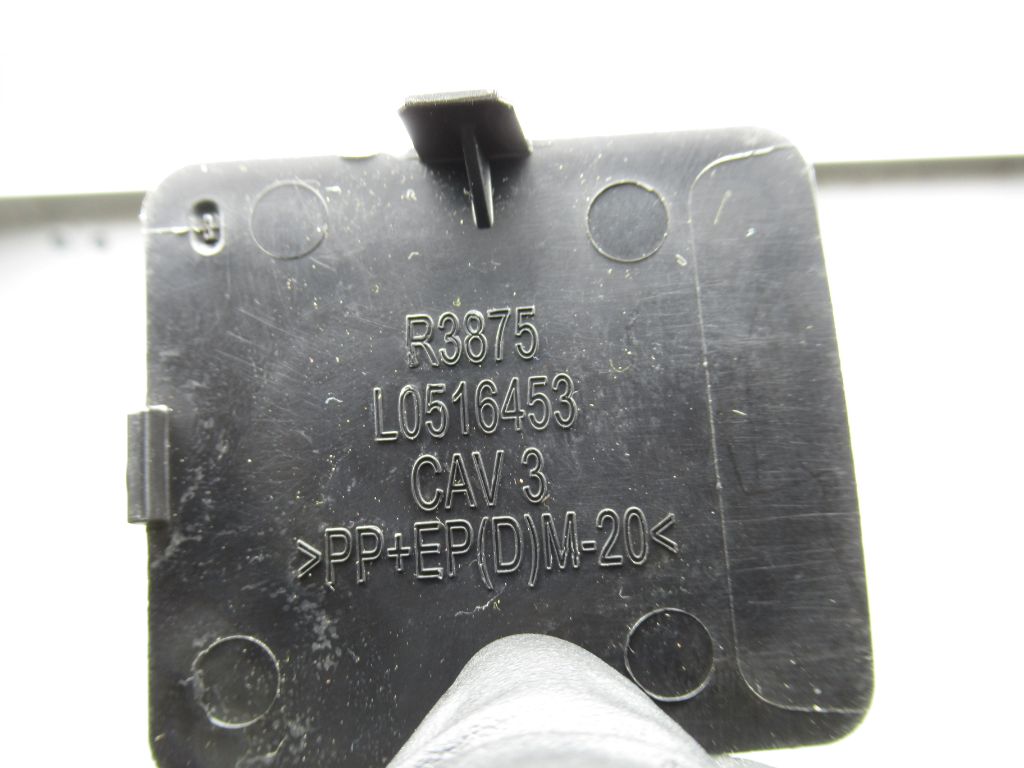 R3875
L0516453
CAV 3
>PP+EP(D)M-20<